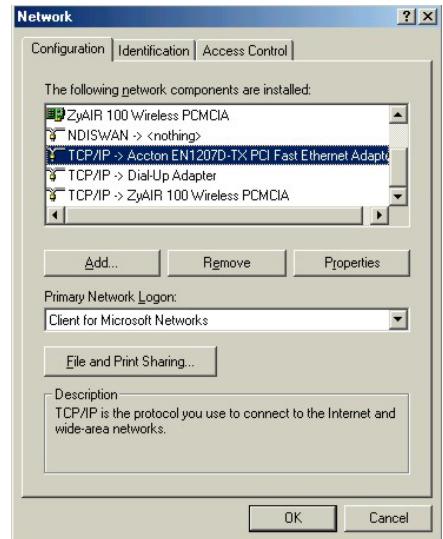 Network
Configuration Identification Access Control
The following network components are installed:
ZyAIR 100 Wireless PCMCIA
NDISWAN -> <nothing>
TCP/IP -> Accton EN1207D-TX PCI Fast Ethernet Adapte
TCP/IP -> Dial-Up Adapter
TCP/IP -> ZyAIR 100 Wireless PCMCIA
Add... Remove Properties
Primary Network Logon:
Client for Microsoft Networks
File and Print Sharing...
Description
TCP/IP is the protocol you use to connect to the Internet and
wide-area networks.
OK Cancel